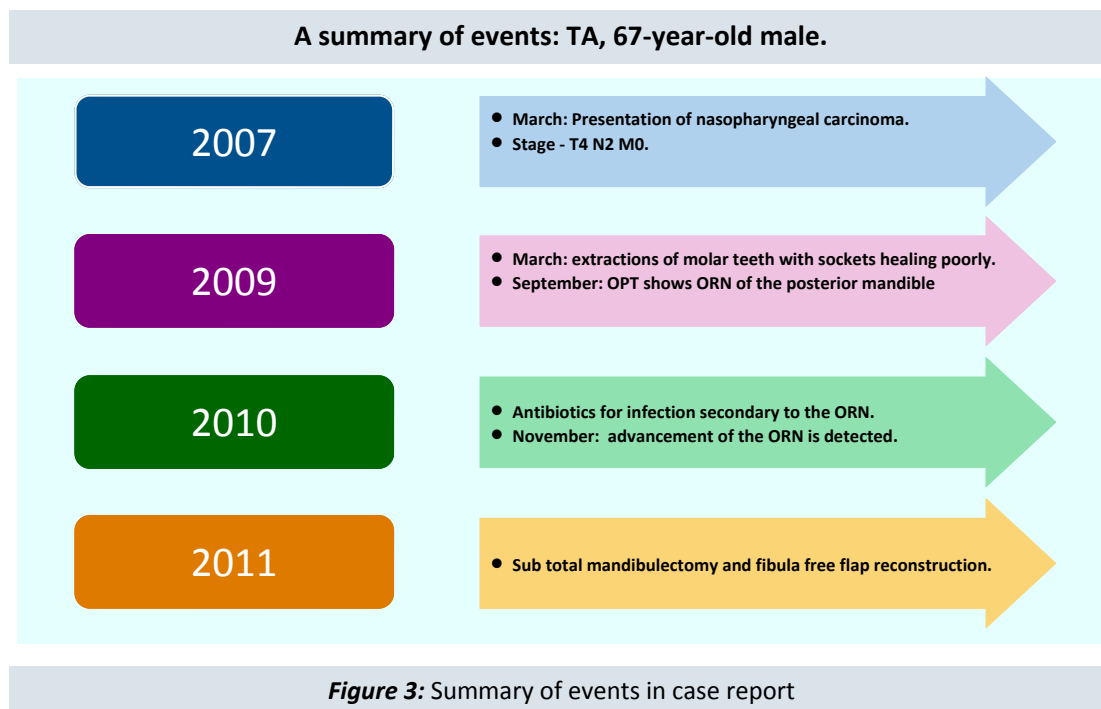 A summary of events: TA, 67-year-old male.
2007
● March: Presentation of nasopharyngeal carcinoma.
● Stage - T4 N2 M0.
2009
● March: extractions of molar teeth with sockets healing poorly.
● September: OPT shows ORN of the posterior mandible
2010
● Antibiotics for infection secondary to the ORN.
● November:  advancement of the ORN is detected.
2011
● Sub total mandibulectomy and fibula free flap reconstruction.
Figure 3: Summary of events in case report